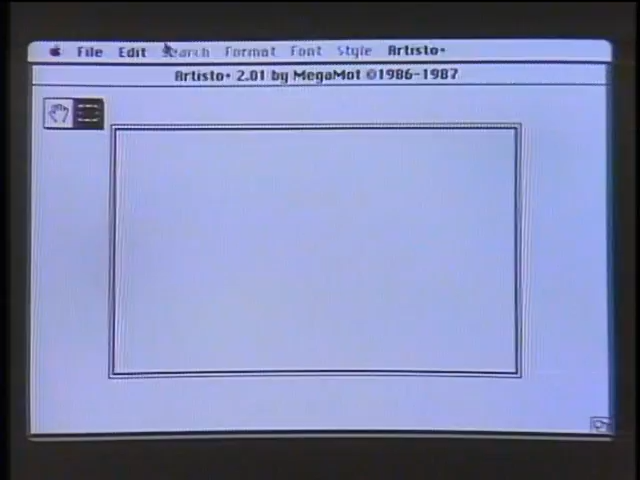 File Edit Search Format Font Style Artisto+
Artisto+ 2.01 by MegaMot ©1986-1987